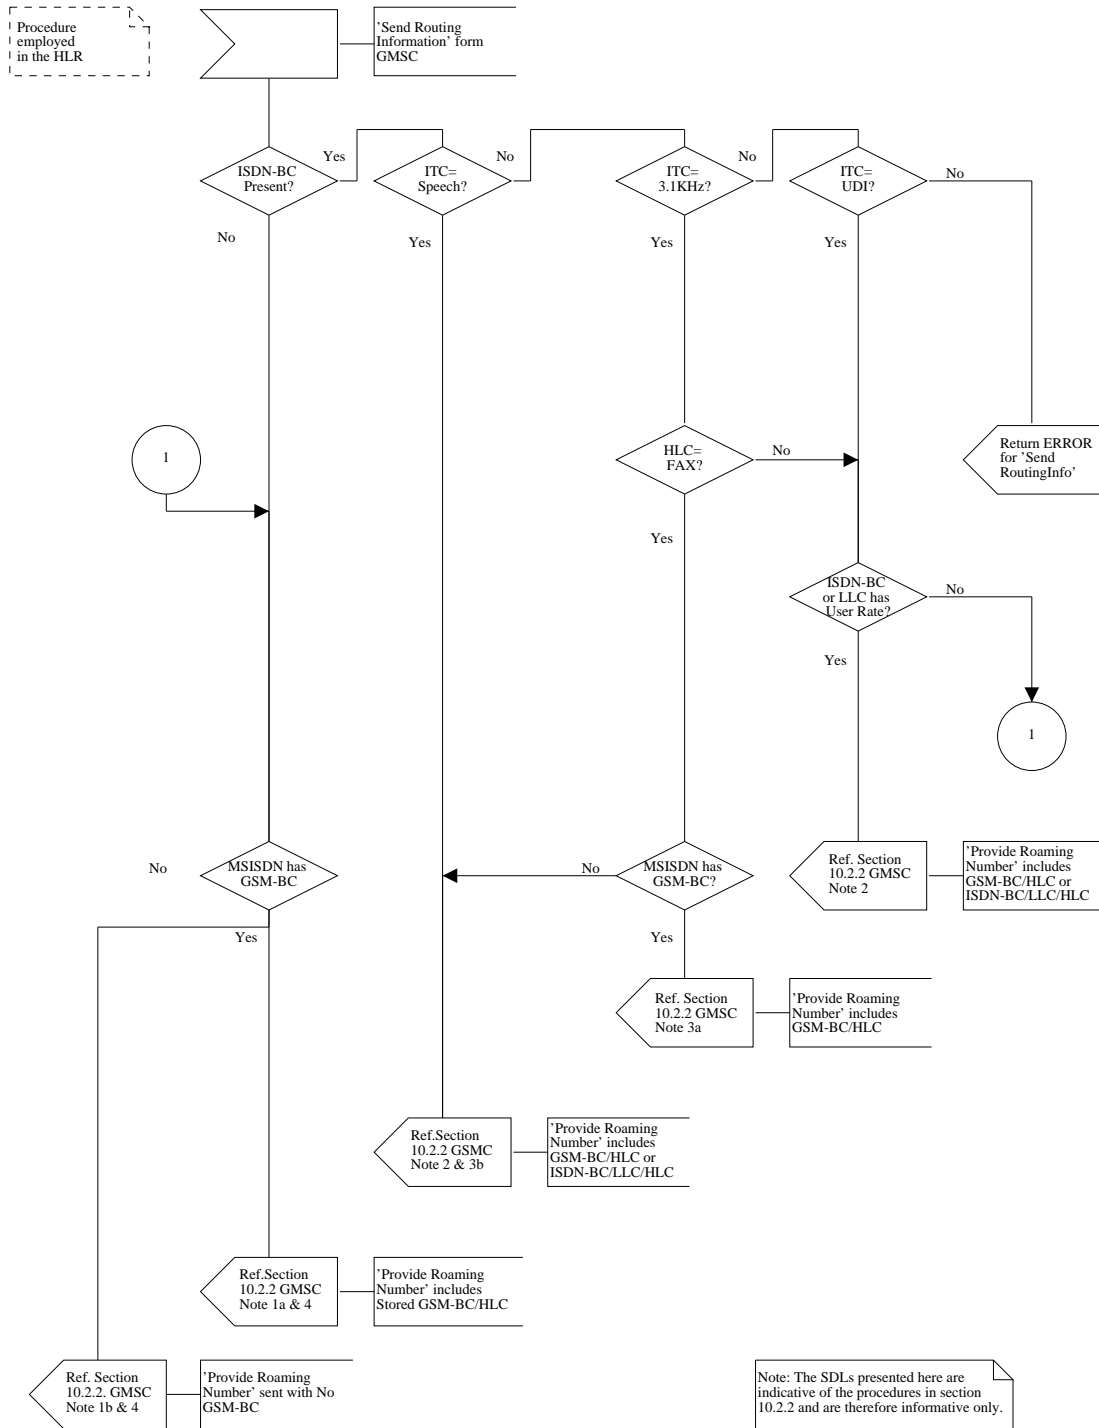 Procedure
employed
in the HLR
'Send Routing
Information' form
GMSC
ISDN-BC
Present?
Yes
No
ITC=
Speech?
No
Yes
ITC=
3.1KHz?
No
Yes
ITC=
UDI?
No
Yes
1
HLC=
FAX?
No
Yes
Return ERROR
for 'Send
RoutingInfo'
ISDN-BC
or LLC has
User Rate?
No
Yes
1
No
MSISDN has
GSM-BC
Yes
No
MSISDN has
GSM-BC?
Yes
Ref. Section
10.2.2 GMSC
Note 2
'Provide Roaming
Number' includes
GSM-BC/HLC or
ISDN-BC/LLC/HLC
Ref. Section
10.2.2 GMSC
Note 3a
'Provide Roaming
Number' includes
GSM-BC/HLC
Ref.Section
10.2.2 GSMC
Note 2 & 3b
'Provide Roaming
Number' includes
GSM-BC/HLC or
ISDN-BC/LLC/HLC
Ref.Section
10.2.2 GMSC
Note 1a & 4
'Provide Roaming
Number' includes
Stored GSM-BC/HLC
Ref. Section
10.2.2. GMSC
Note 1b & 4
'Provide Roaming
Number' sent with No
GSM-BC
Note: The SDLs presented here are
indicative of the procedures in section
10.2.2 and are therefore informative only.